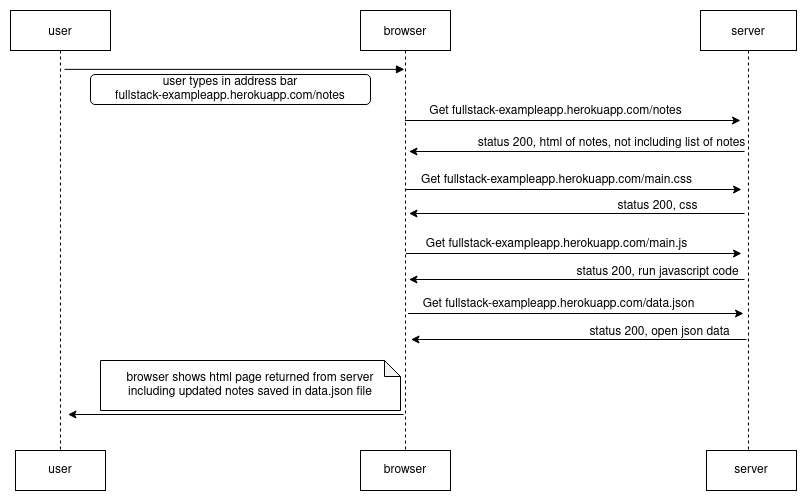 user
browser
server
user types in address bar
fullstack-exampleapp.herokuapp.com/notes
Get fullstack-exampleapp.herokuapp.com/notes
status 200, html of notes, not including list of notes
Get fullstack-exampleapp.herokuapp.com/main.css
status 200, css
Get fullstack-exampleapp.herokuapp.com/main.js
status 200, run javascript code
Get fullstack-exampleapp.herokuapp.com/data.json
status 200, open json data
browser shows html page returned from server
including updated notes saved in data.json file
user
browser
server